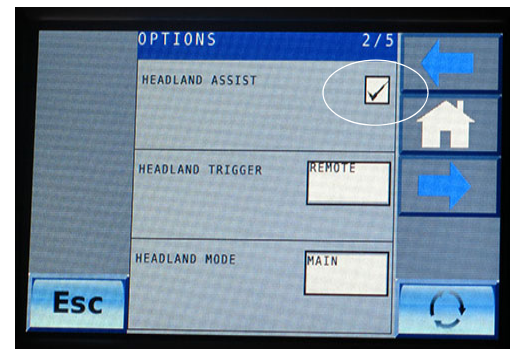 OPTIONS 2/5
HEADLAND ASSIST
HEADLAND TRIGGER REMOTE
HEADLAND MODE MAIN
Esc